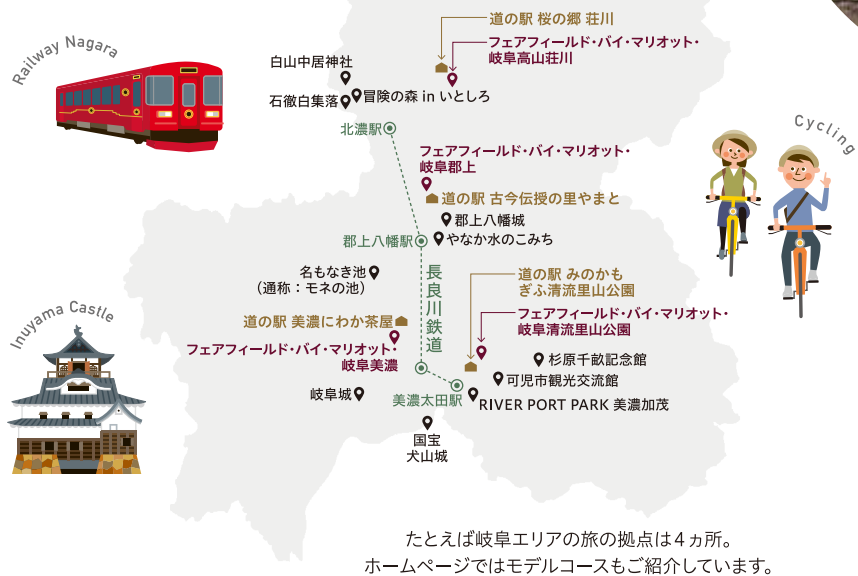 道の駅 桜の郷 荘川
フェアフィールド・バイ・マリオット・
岐阜高山荘川
Railway Nagara
白山中居神社
石徹白集落
冒険の森 in いとしろ
北濃駅
Cycling
フェアフィールド・バイ・マリオット・
岐阜郡上
道の駅 古今伝授の里やまと
郡上八幡城
郡上八幡駅
やなか水のこみち
名もなき池
（通称：モネの池）
長良川鉄道
道の駅 みのかも
ぎふ清流里山公園
Inuyama Castle
道の駅 美濃にわか茶屋
フェアフィールド・バイ・マリオット・
岐阜清流里山公園
フェアフィールド・バイ・マリオット・
岐阜美濃
杉原千畝記念館
可児市観光交流館
岐阜城
美濃太田駅
RIVER PORT PARK 美濃加茂
国宝
犬山城
たとえば岐阜エリアの旅の拠点は4ヵ所。
ホームページではモデルコースもご紹介しています。